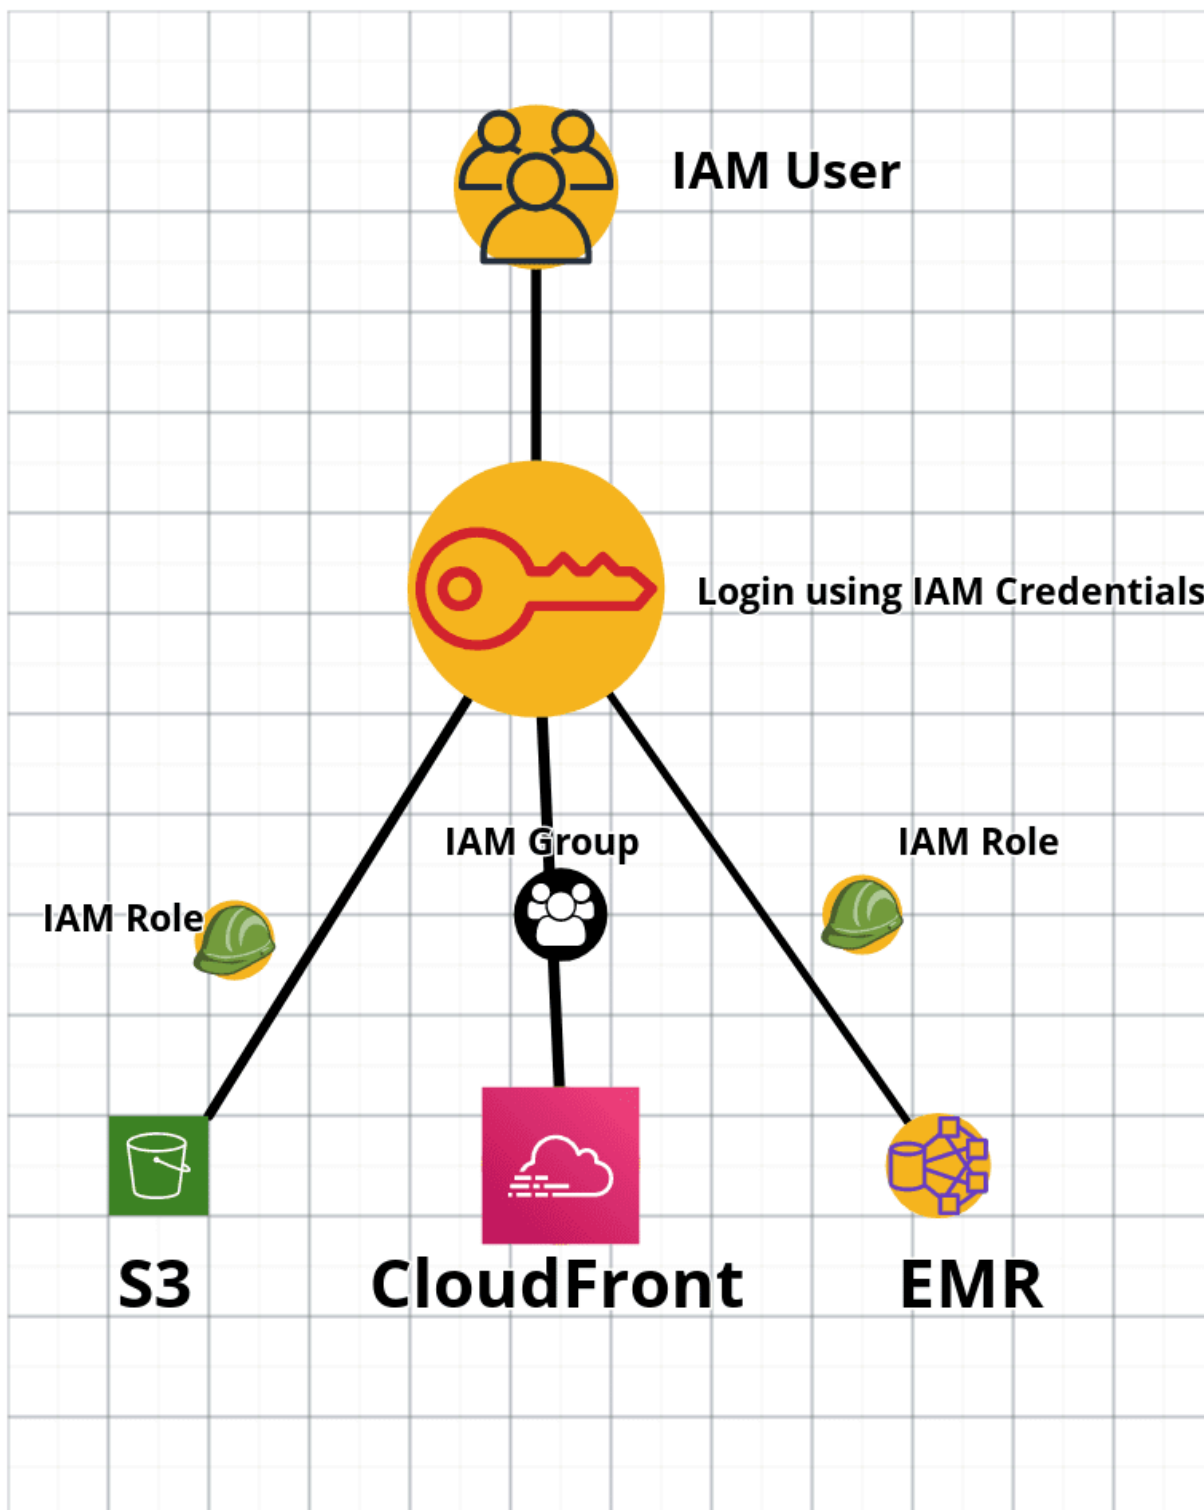 IAM User
Login using IAM Credentials
IAM Group
IAM Role
IAM Role
S3
CloudFront
EMR